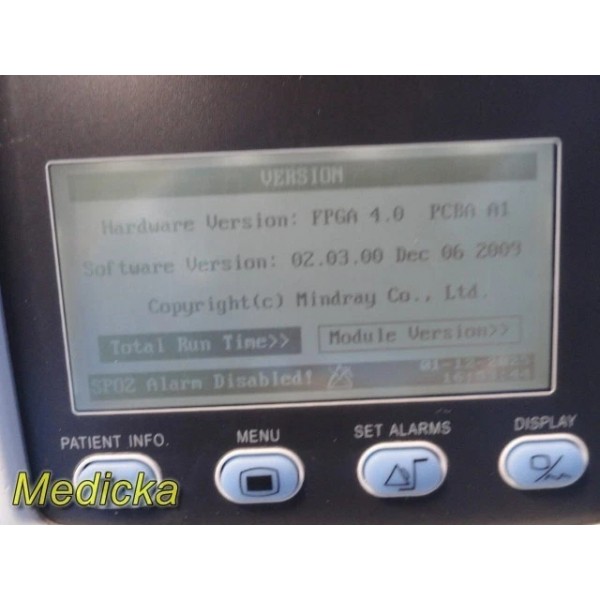 VERSION
Hardware Version: FPGA 4.0 PCBA A1
Software Version: 02.03.00 Dec 06 2009
Copyright(c) Mindray Co., Ltd.
Total Run Time>> Module Version>>
SPO2 Alarm Disabled!
PATIENT INFO. MENU SET ALARMS DISPLAY
Medicka